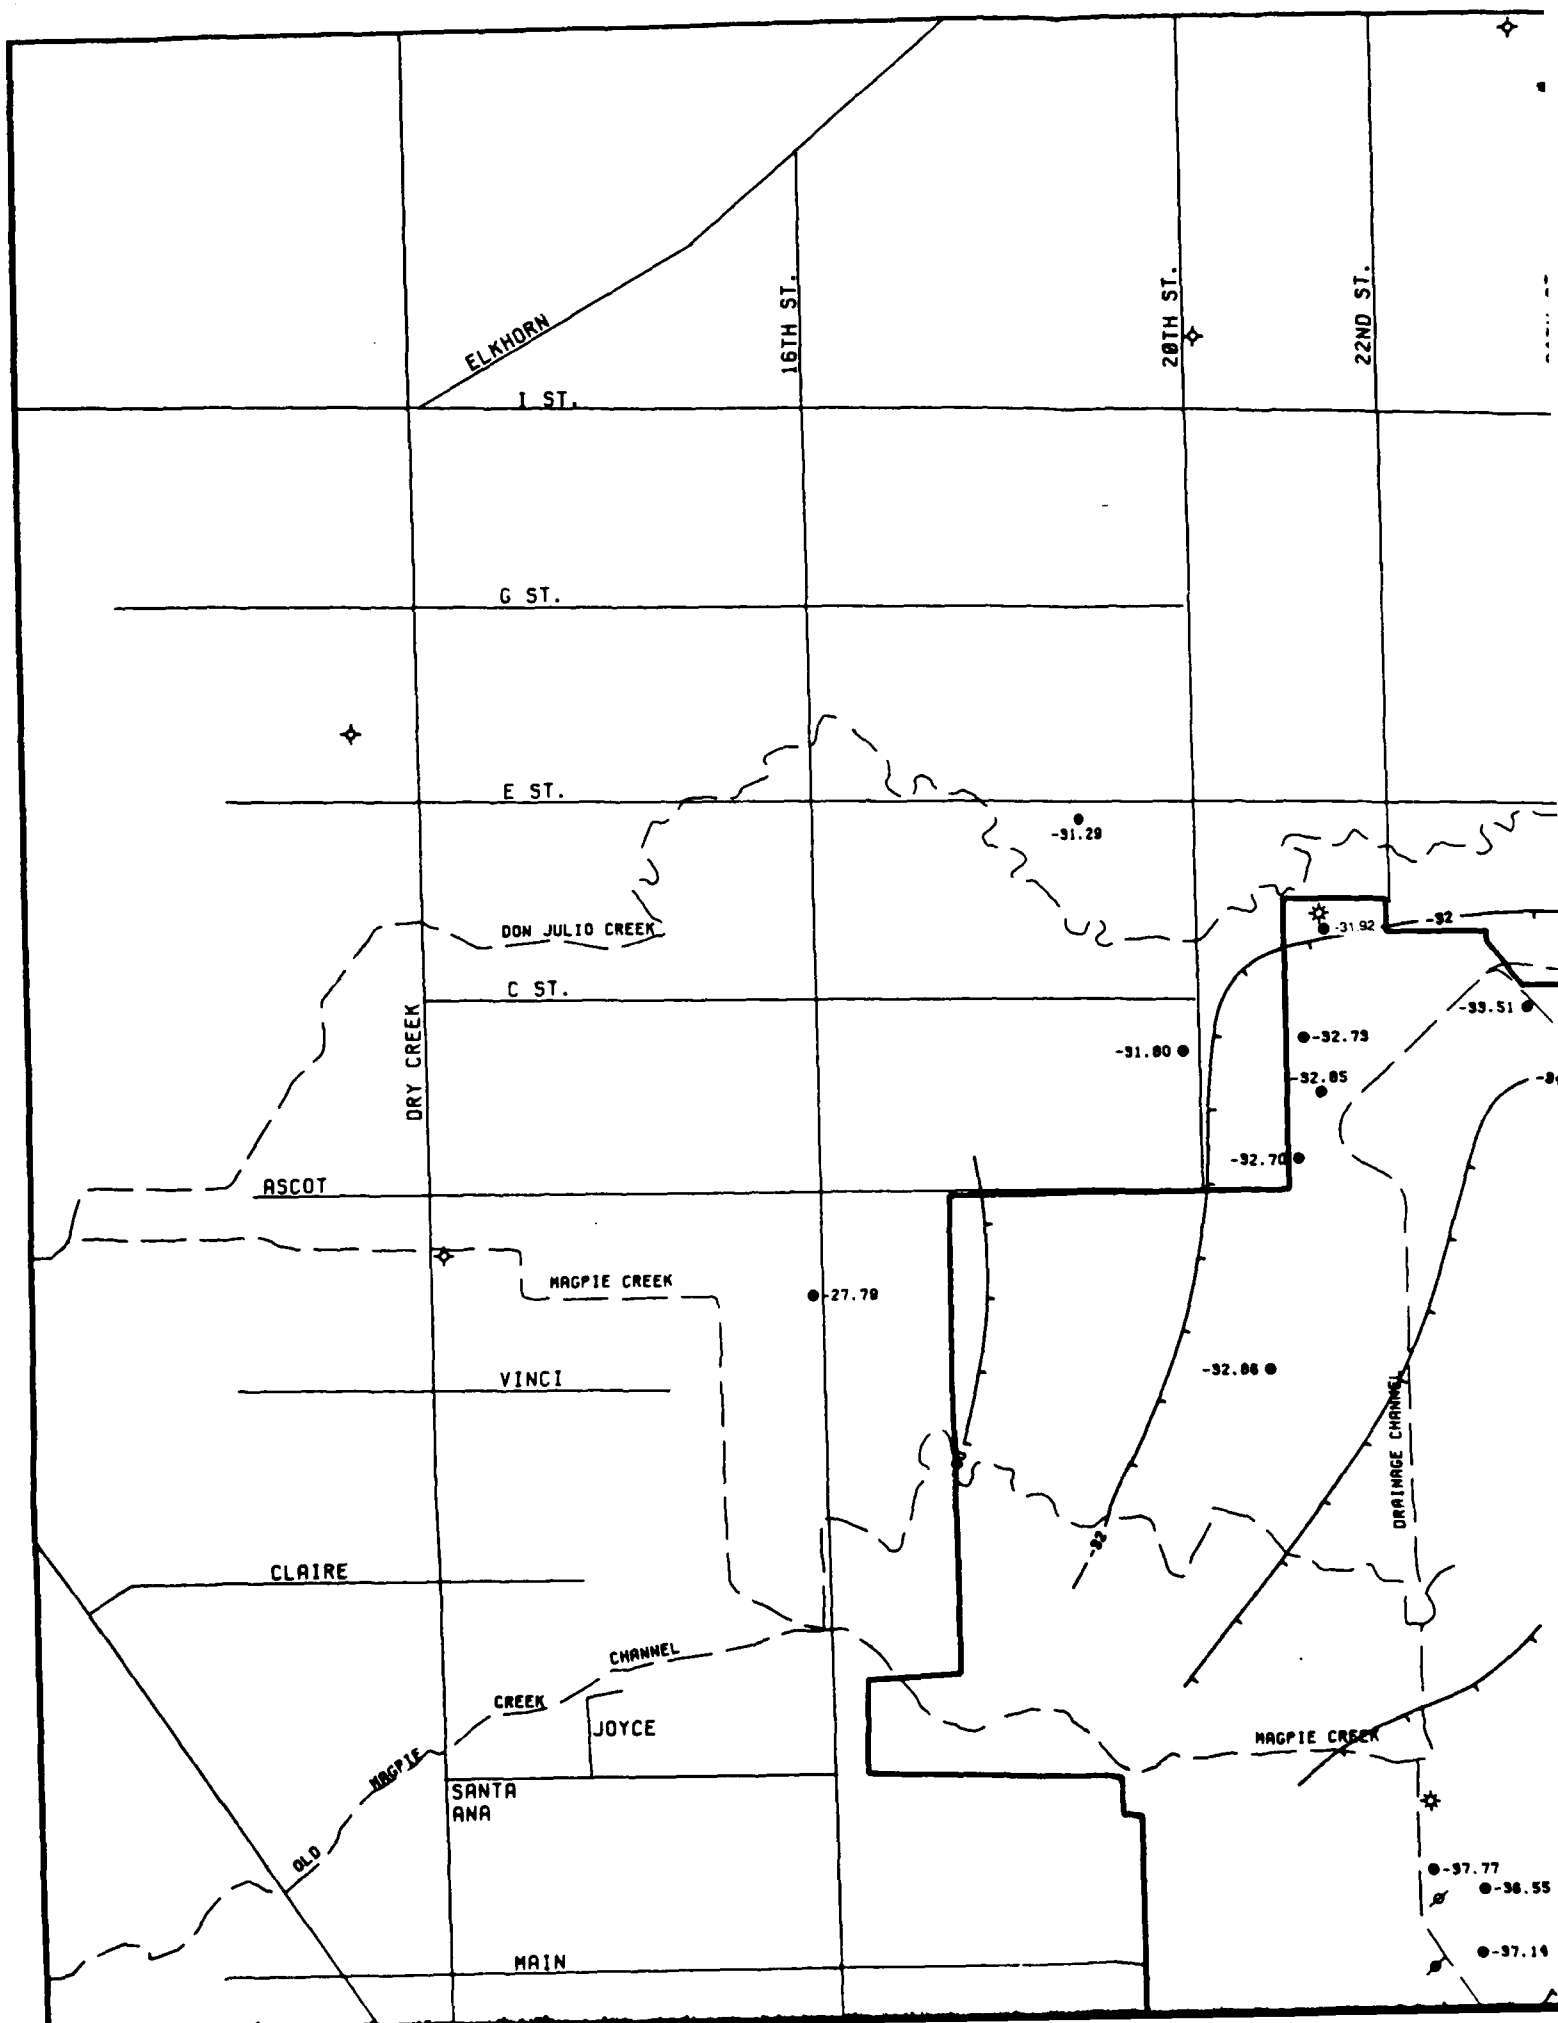 ELKHORN
I ST.
16TH ST.
20TH ST.
22ND ST.
G ST.
E ST.
-31.29
DON JULIO CREEK
-32
-31.92
C ST.
DRY CREEK
-33.51
-32.73
-31.80
-32.85
-32.70
ASCOT
MAGPIE CREEK
-27.79
VINCI
-32.86
DRAINAGE CHANNEL
-32
CLAIRE
OLD MAGPIE CREEK CHANNEL
JOYCE
MAGPIE CREEK
SANTA
ANA
-37.77
-36.55
-37.14
MAIN